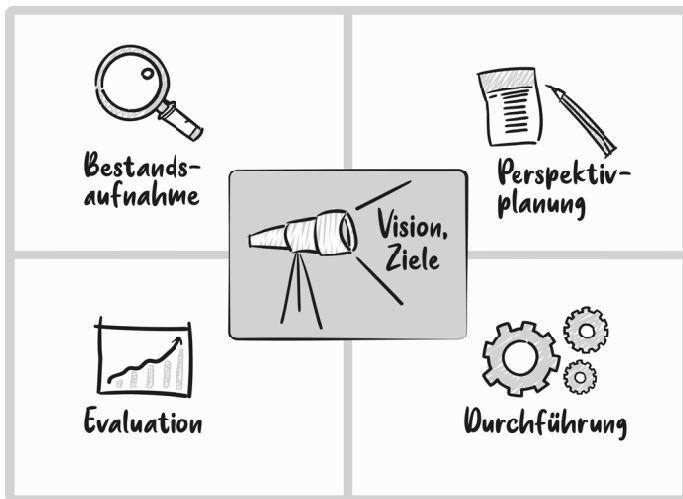 Bestands-
aufnahme
Perspektiv-
planung
Vision,
Ziele
Evaluation
Durchführung